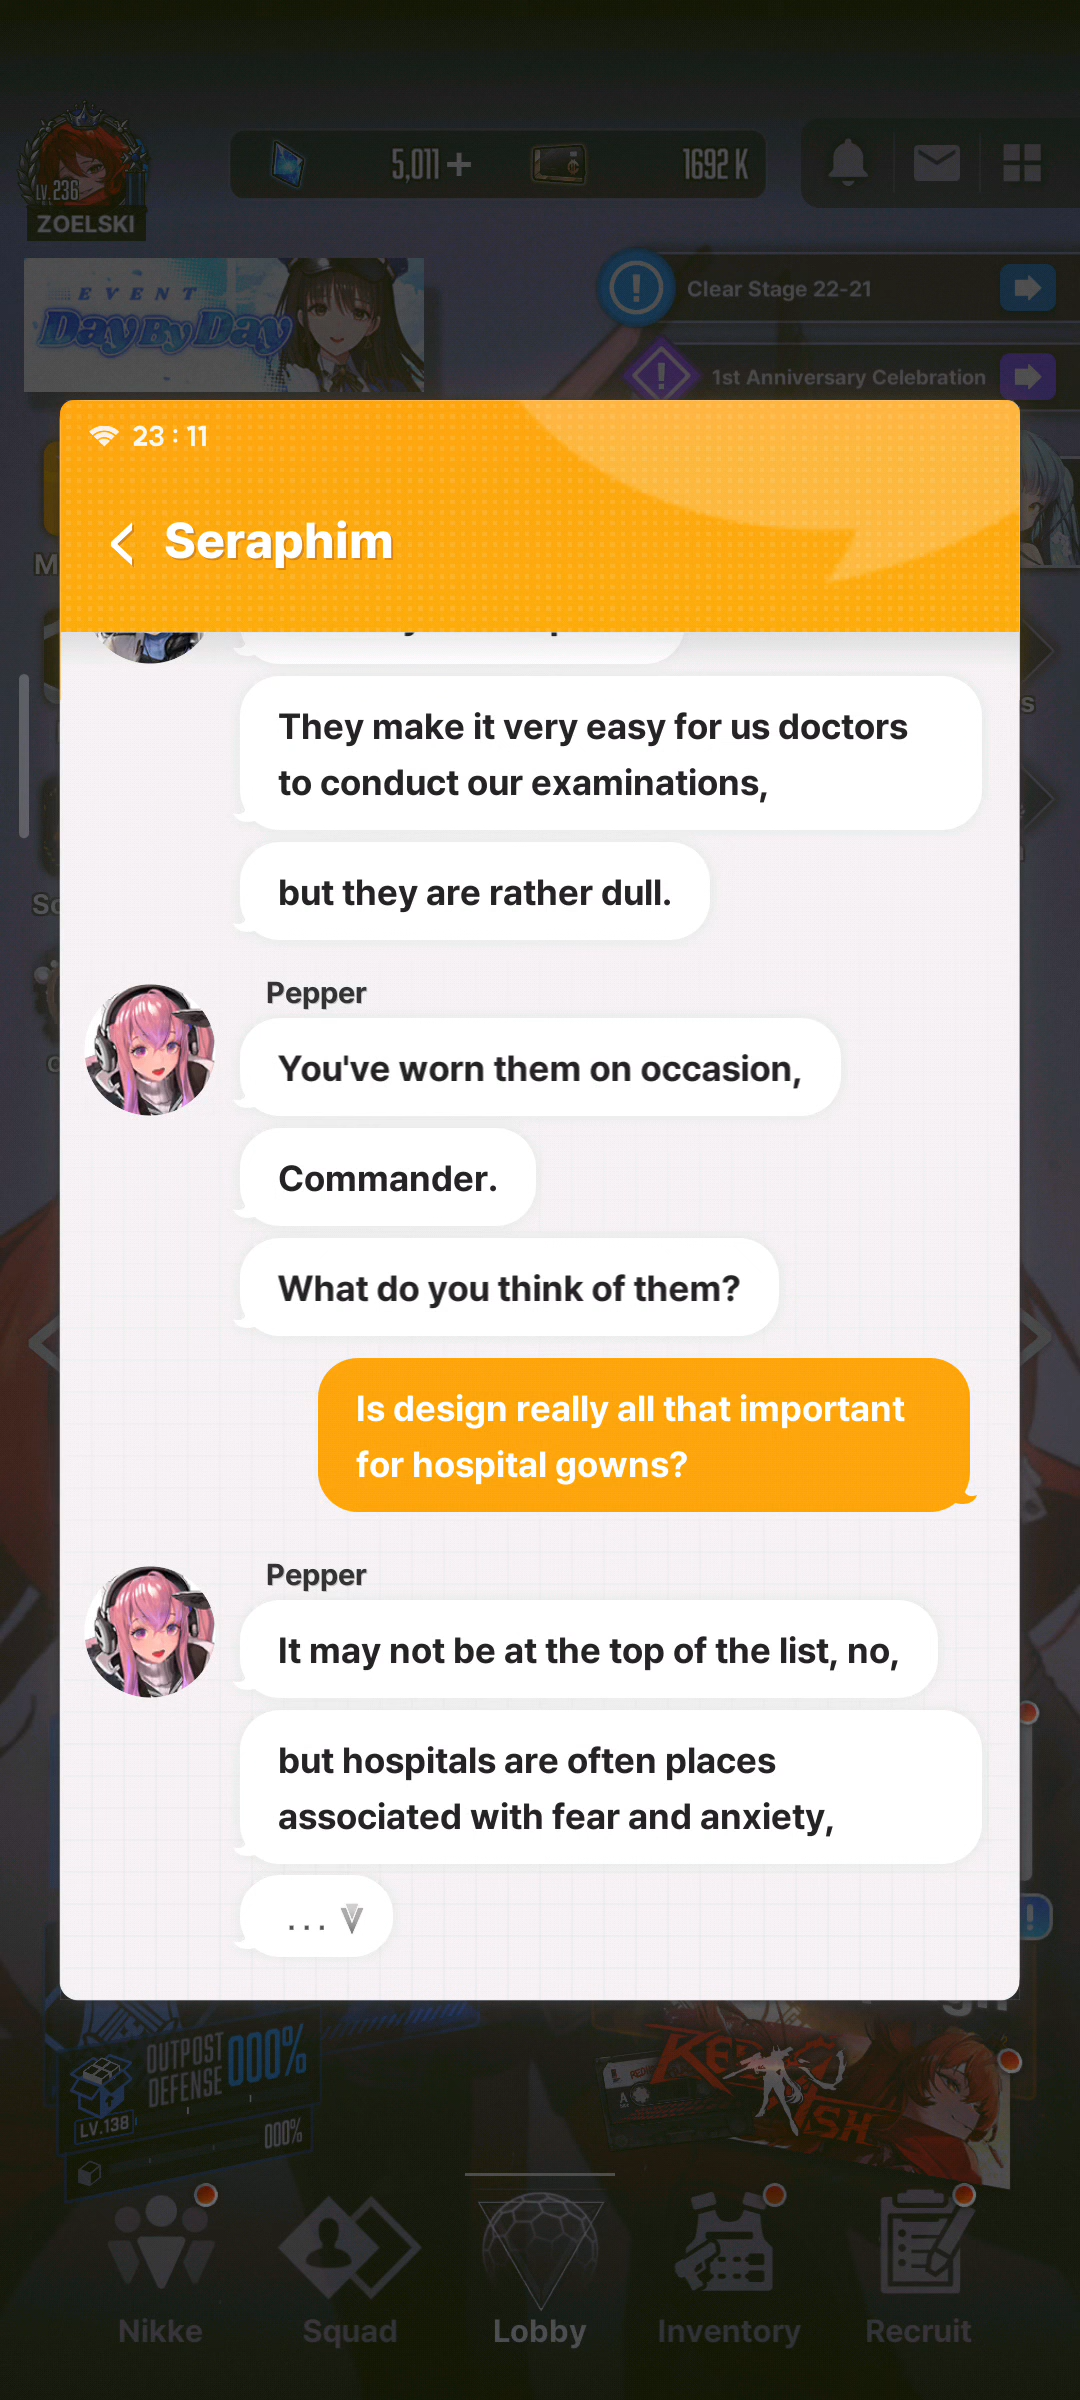 LV.236
ZOELSKI
5,011
1692 K
EVENT
Day By Day
Clear Stage 22-21
1st Anniversary Celebration
23 : 11
Seraphim
They make it very easy for us doctors
to conduct our examinations,
but they are rather dull.
Pepper
You've worn them on occasion,
Commander.
What do you think of them?
Is design really all that important
for hospital gowns?
Pepper
It may not be at the top of the list, no,
but hospitals are often places
associated with fear and anxiety,
...
OUTPOST
DEFENSE
000%
LV.138
000%
Nikke
Squad
Lobby
Inventory
Recruit